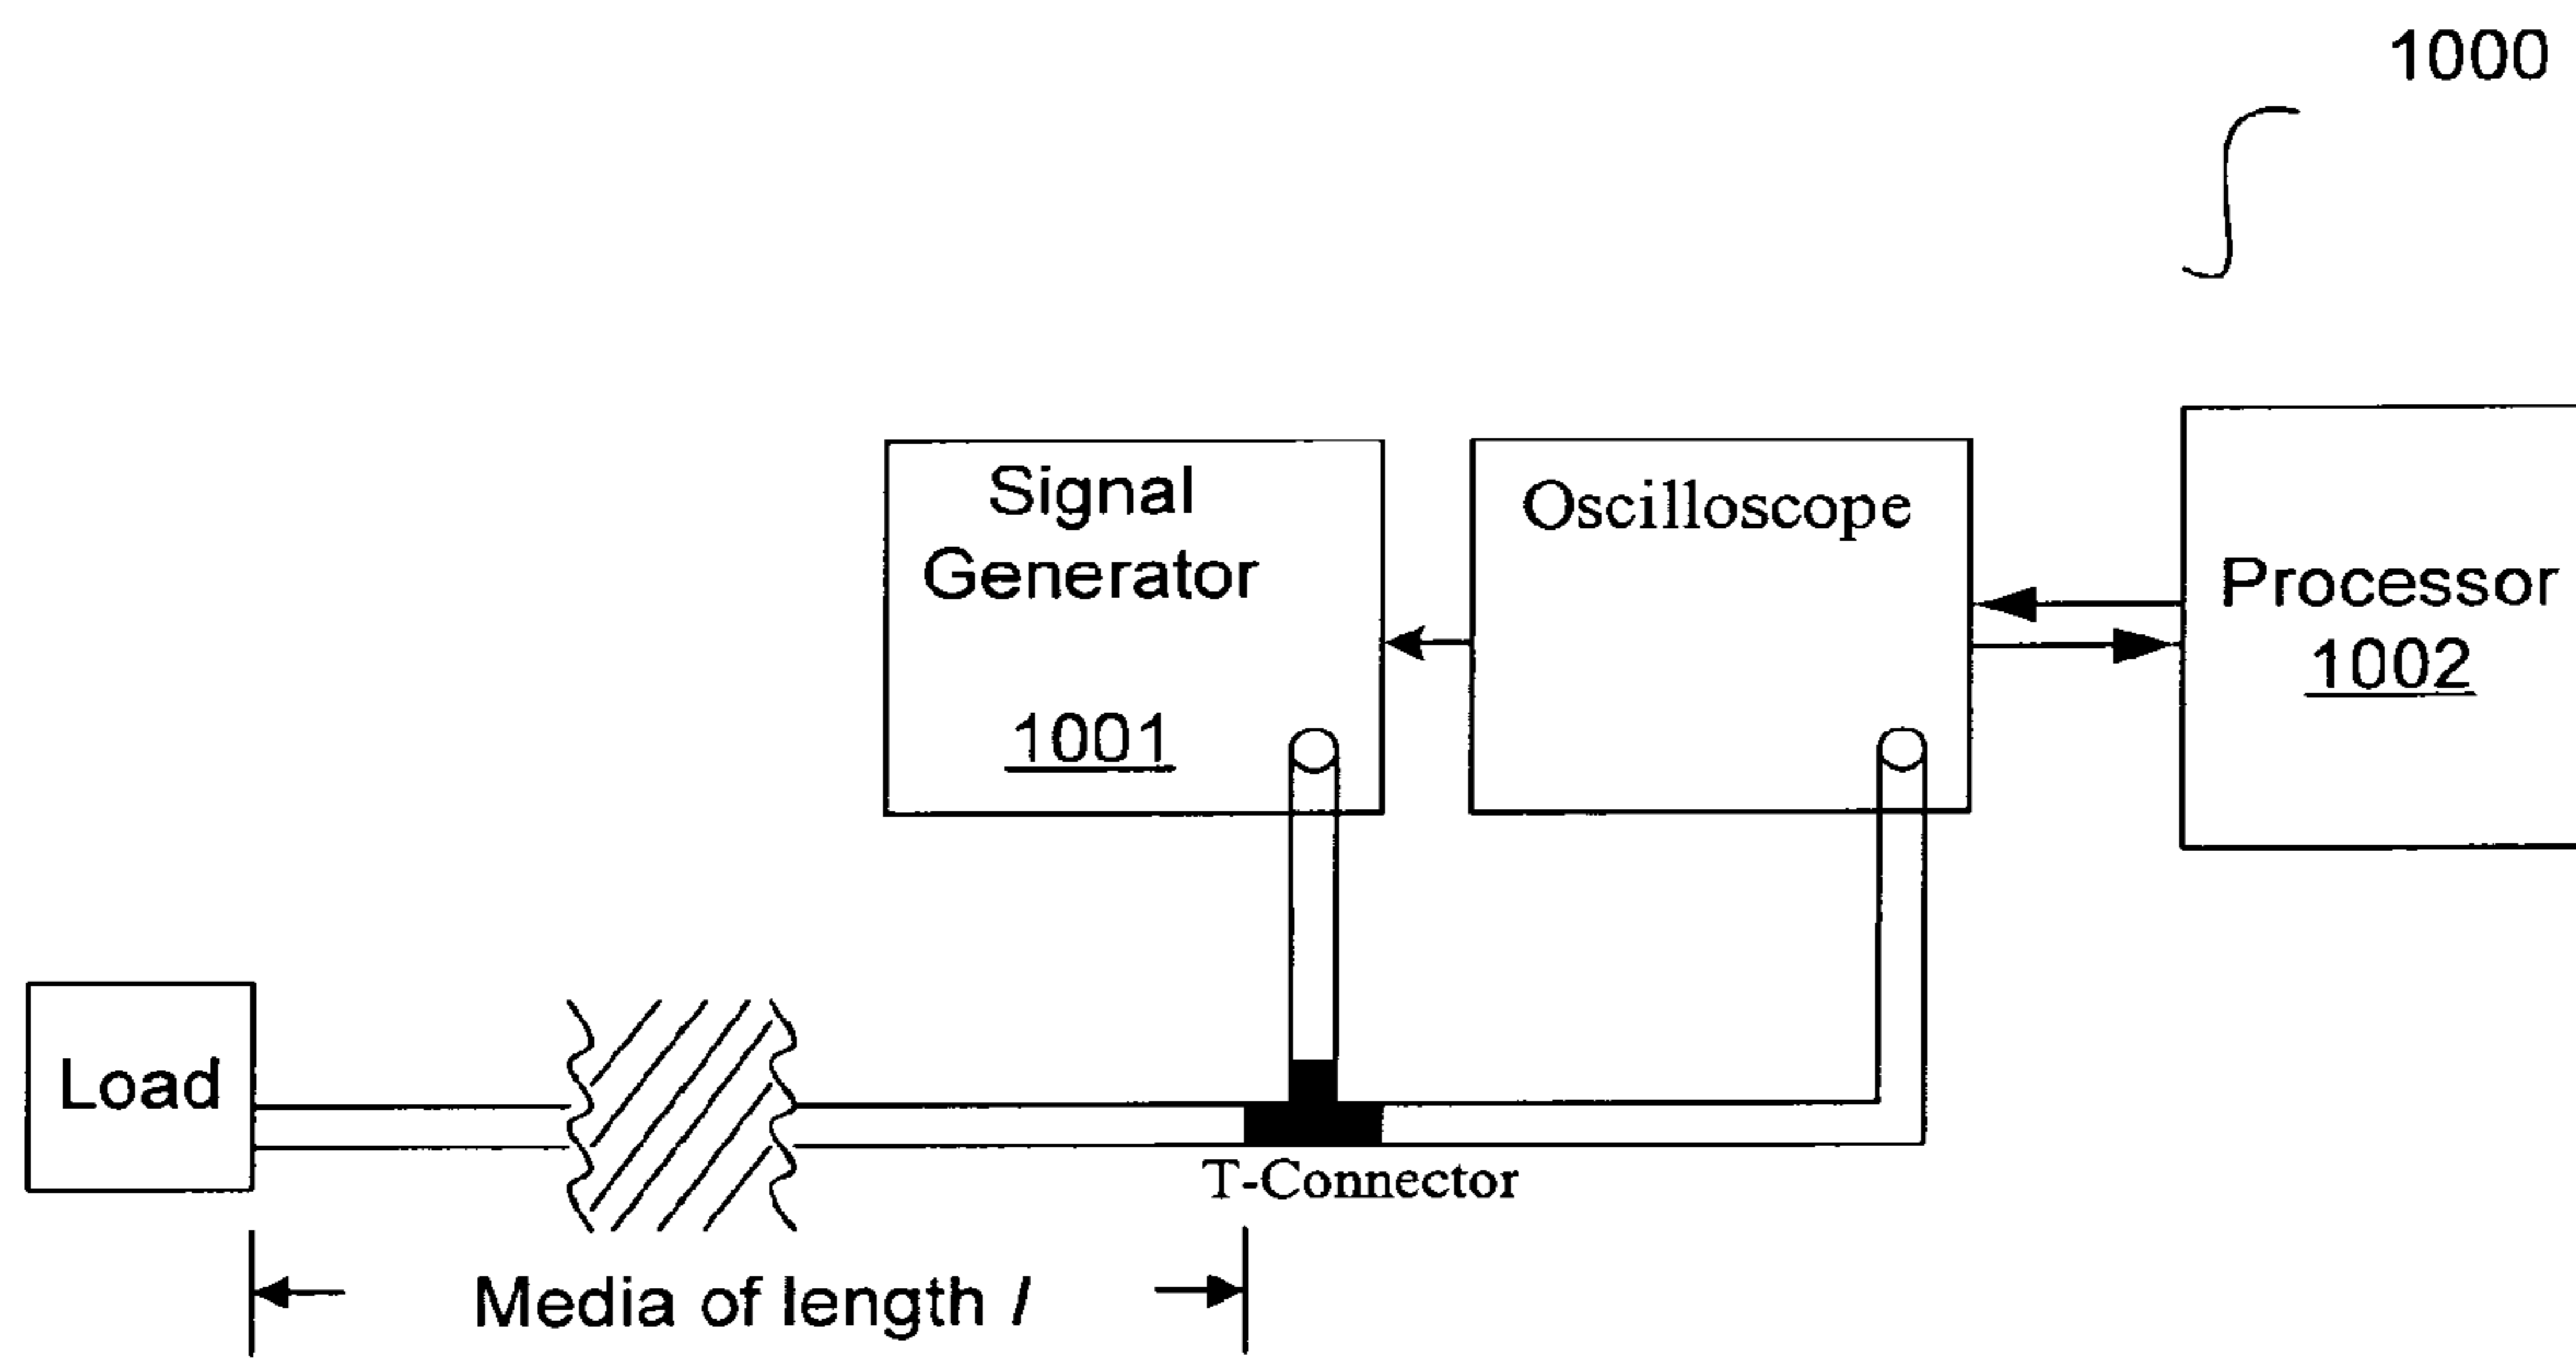 1000
Signal
Generator
1001
Oscilloscope
Processor
1002
Load
T-Connector
Media of length l